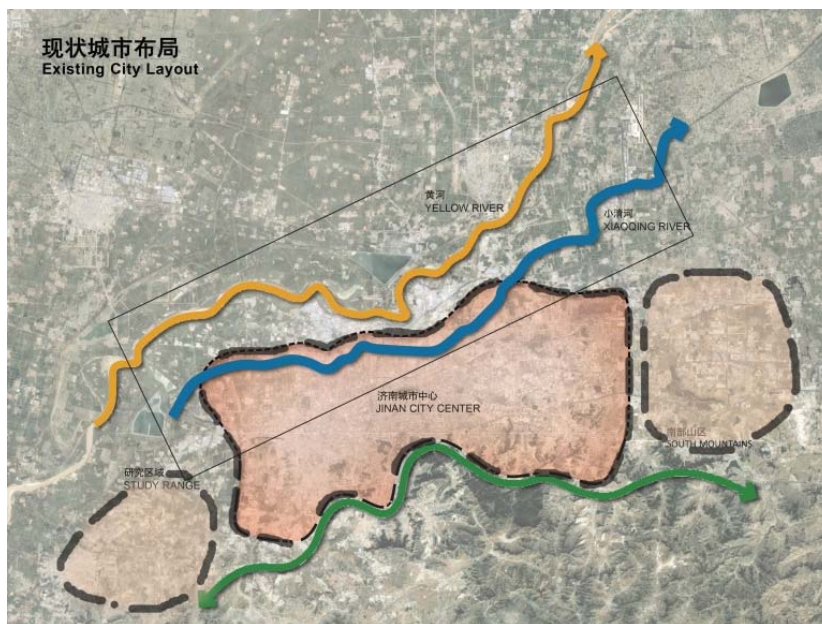 现状城市布局
Existing City Layout
黄河
YELLOW RIVER
小清河
XIAOQING RIVER
济南城市中心
JINAN CITY CENTER
南部山区
SOUTH MOUNTAINS
研究区域
STUDY RANGE